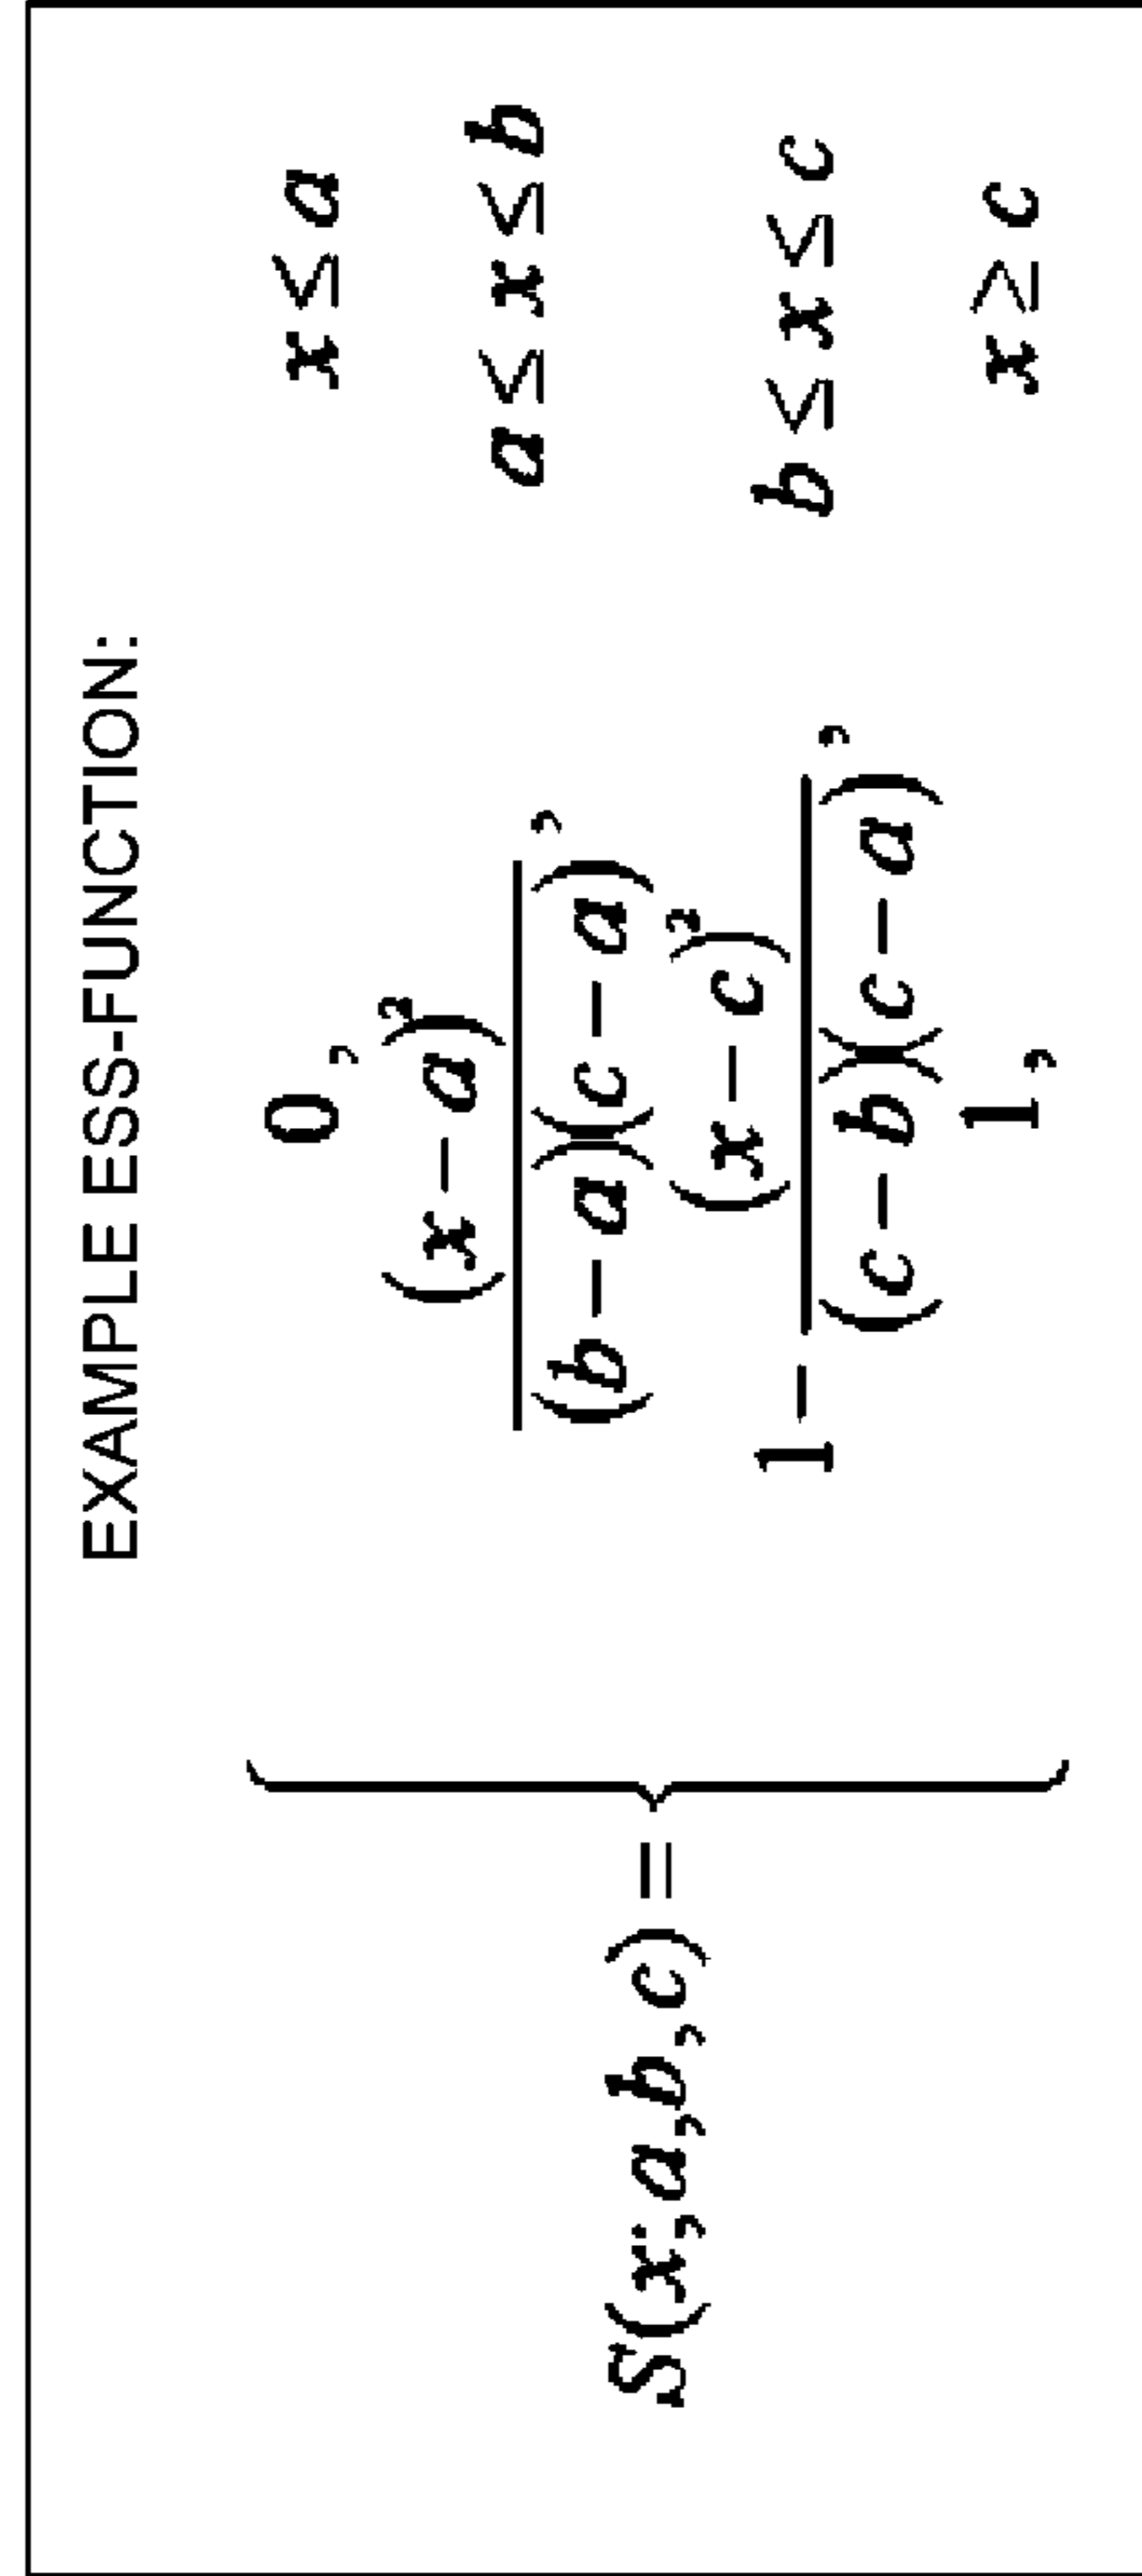 EXAMPLE ESS-FUNCTION:
S(x;a,b,c) = {
0, x ≤ a
(x − a)² / (b − a)(c − a), a ≤ x ≤ b
1 − (x − c)² / (c − b)(c − a), b ≤ x ≤ c
1, x ≥ c